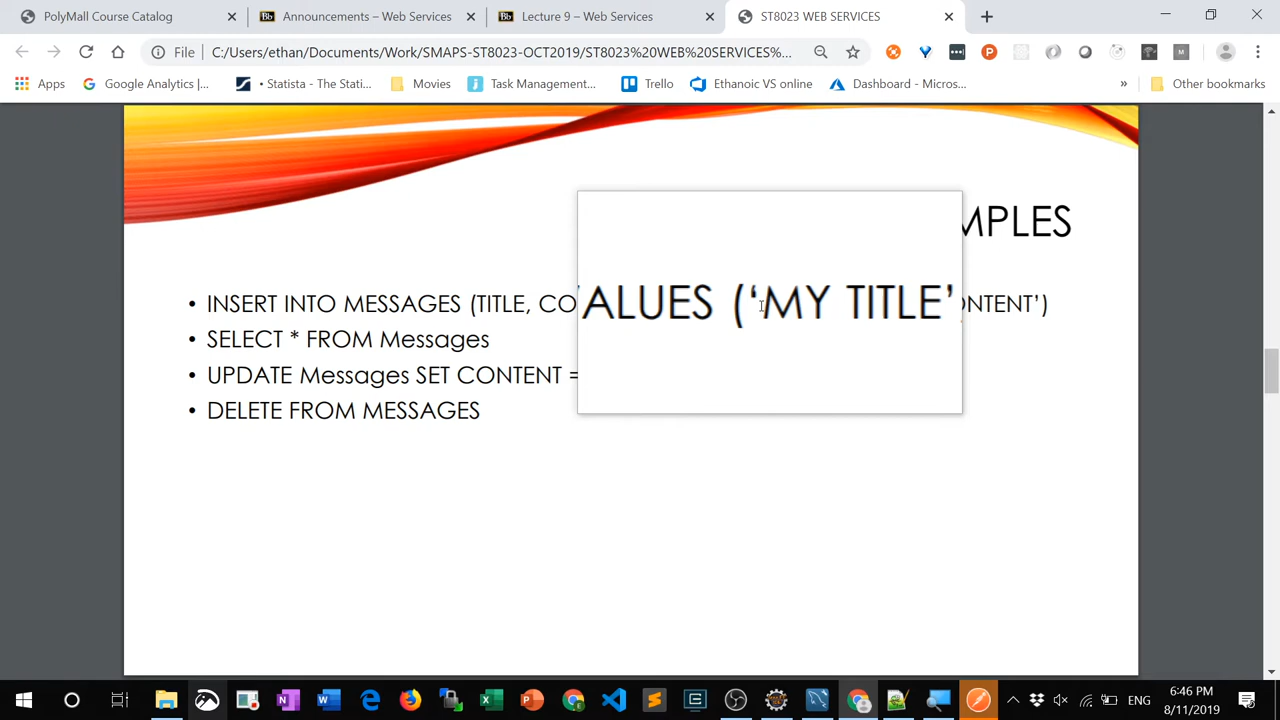 PolyMall Course Catalog
Announcements – Web Services
Lecture 9 – Web Services
ST8023 WEB SERVICES
File C:/Users/ethan/Documents/Work/SMAPS-ST8023-OCT2019/ST8023%20WEB%20SERVICES%...
Apps Google Analytics |... • Statista - The Stati... Movies Task Management... Trello Ethanoic VS online Dashboard - Micros... » Other bookmarks
MPLES
• INSERT INTO MESSAGES (TITLE, CO
ALUES (‘MY TITLE’
ONTENT’)
• SELECT * FROM Messages
• UPDATE Messages SET CONTENT =
• DELETE FROM MESSAGES
ENG
6:46 PM
8/11/2019